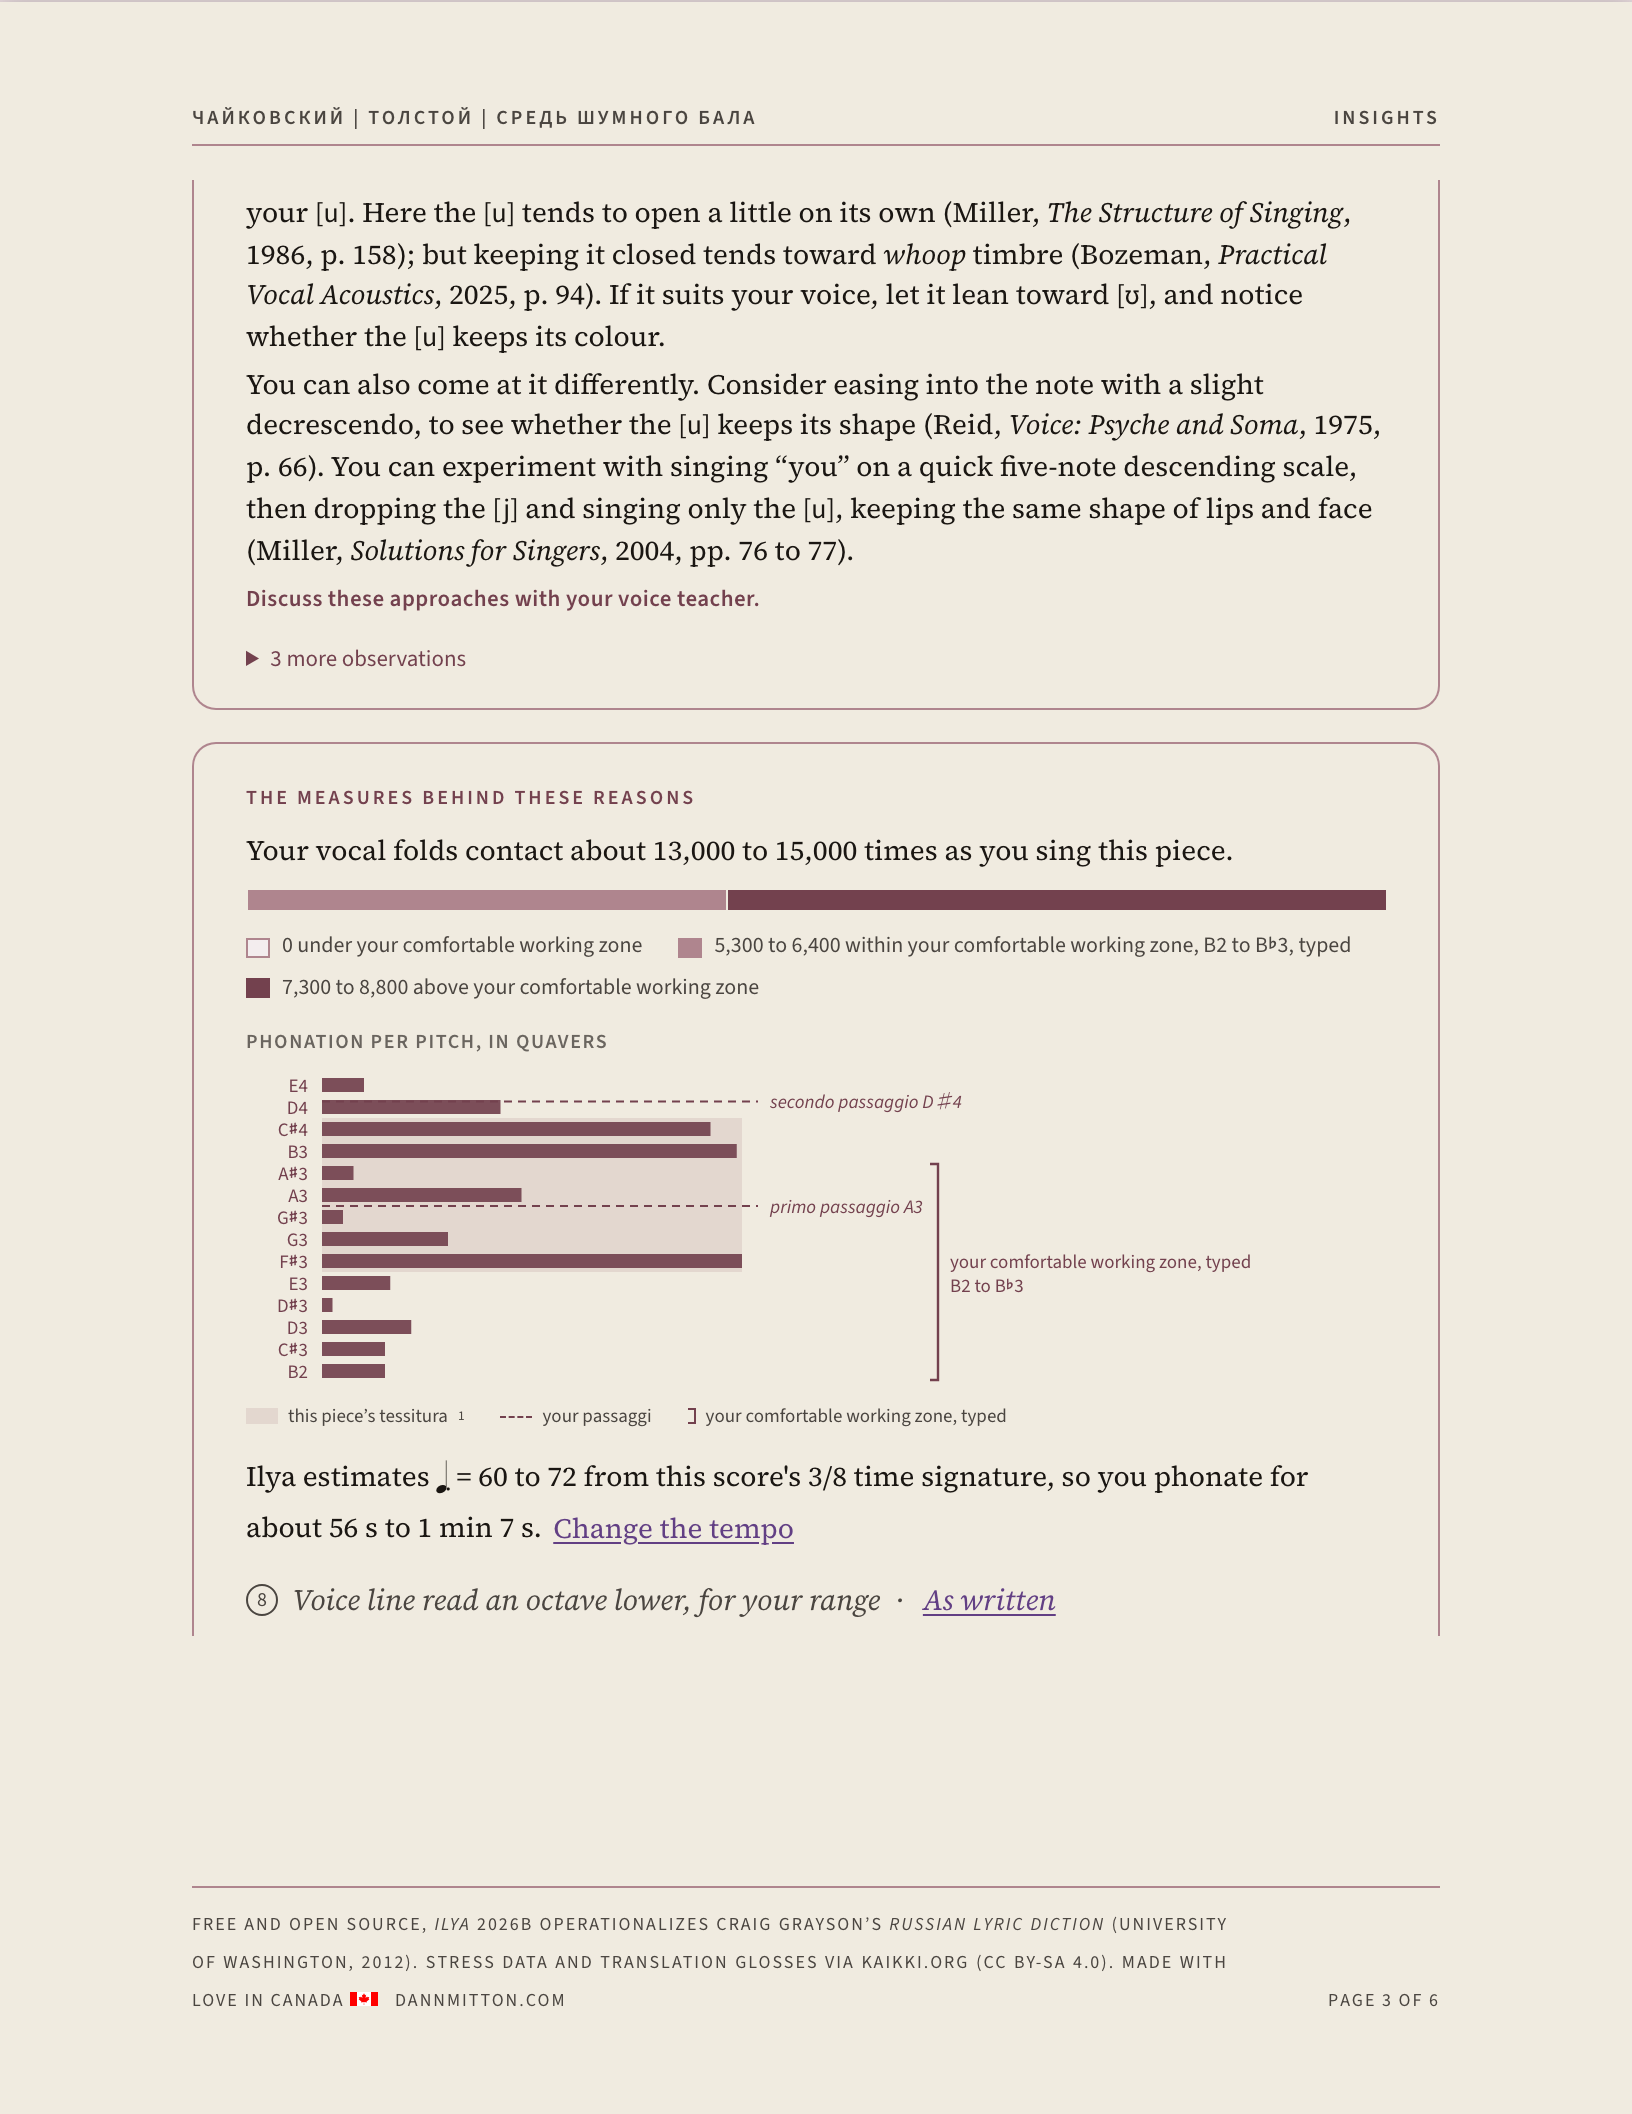 ЧАЙКОВСКИЙ | ТОЛСТОЙ | СРЕДЬ ШУМНОГО БАЛА
INSIGHTS
your [u]. Here the [u] tends to open a little on its own (Miller, The Structure of Singing,
1986, p. 158); but keeping it closed tends toward whoop timbre (Bozeman, Practical
Vocal Acoustics, 2025, p. 94). If it suits your voice, let it lean toward [ʊ], and notice
whether the [u] keeps its colour.
You can also come at it differently. Consider easing into the note with a slight
decrescendo, to see whether the [u] keeps its shape (Reid, Voice: Psyche and Soma, 1975,
p. 66). You can experiment with singing “you” on a quick five-note descending scale,
then dropping the [j] and singing only the [u], keeping the same shape of lips and face
(Miller, Solutions for Singers, 2004, pp. 76 to 77).
Discuss these approaches with your voice teacher.
▶ 3 more observations
THE MEASURES BEHIND THESE REASONS
Your vocal folds contact about 13,000 to 15,000 times as you sing this piece.
0 under your comfortable working zone
5,300 to 6,400 within your comfortable working zone, B2 to B♭3, typed
7,300 to 8,800 above your comfortable working zone
PHONATION PER PITCH, IN QUAVERS
E4
D4
secondo passaggio D♯4
C♯4
B3
A♯3
A3
primo passaggio A3
G♯3
G3
F♯3
your comfortable working zone, typed
B2 to B♭3
E3
D♯3
D3
C♯3
B2
this piece’s tessitura 1
your passaggi
your comfortable working zone, typed
Ilya estimates 𝅘𝅥. = 60 to 72 from this score's 3/8 time signature, so you phonate for
about 56 s to 1 min 7 s. Change the tempo
8 Voice line read an octave lower, for your range · As written
FREE AND OPEN SOURCE, ILYA 2026B OPERATIONALIZES CRAIG GRAYSON’S RUSSIAN LYRIC DICTION (UNIVERSITY
OF WASHINGTON, 2012). STRESS DATA AND TRANSLATION GLOSSES VIA KAIKKI.ORG (CC BY-SA 4.0). MADE WITH
LOVE IN CANADA 🇨🇦 DANNMITTON.COM
PAGE 3 OF 6